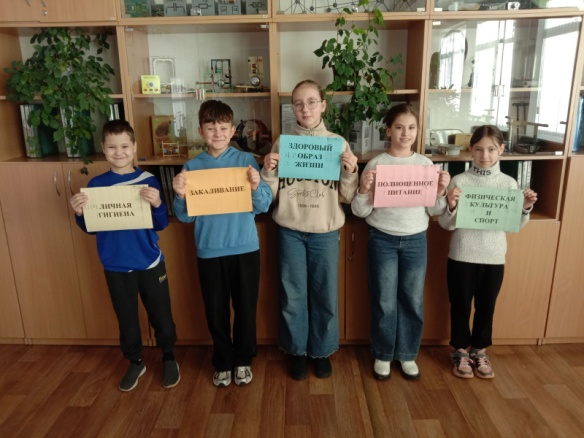 ЛИЧНАЯ
ГИГИЕНА
ЗАКАЛИВАНИЕ
ЗДОРОВЫЙ
ОБРАЗ
ЖИЗНИ
ПОЛНОЦЕННОЕ
ПИТАНИЕ
ФИЗИЧЕСКАЯ
КУЛЬТУРА
И
СПОРТ